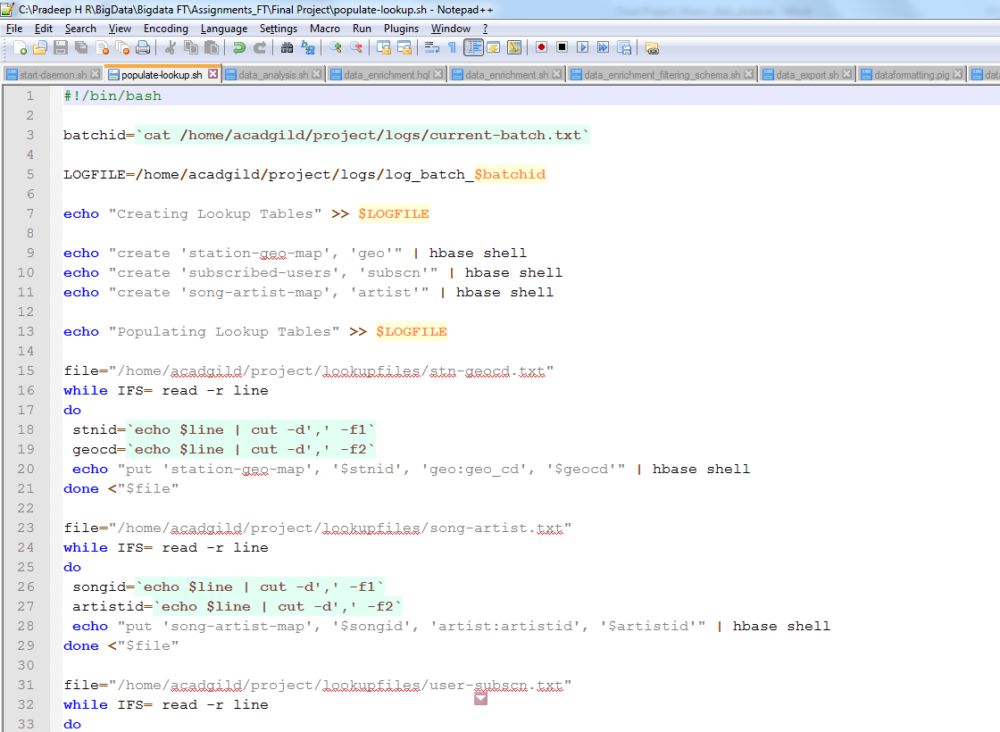 C:\Pradeep H R\BigData\Bigdata FT\Assignments_FT\Final Project\populate-lookup.sh - Notepad++
File Edit Search View Encoding Language Settings Macro Run Plugins Window ?
start-daemon.sh populate-lookup.sh data_analysis.sh data_enrichment.hql data_enrichment.sh data_enrichment_filtering_schema.sh data_export.sh dataformatting.pig dat
1 #!/bin/bash
2
3 batchid=`cat /home/acadgild/project/logs/current-batch.txt`
4
5 LOGFILE=/home/acadgild/project/logs/log_batch_$batchid
6
7 echo "Creating Lookup Tables" >> $LOGFILE
8
9 echo "create 'station-geo-map', 'geo'" | hbase shell
10 echo "create 'subscribed-users', 'subscn'" | hbase shell
11 echo "create 'song-artist-map', 'artist'" | hbase shell
12
13 echo "Populating Lookup Tables" >> $LOGFILE
14
15 file="/home/acadgild/project/lookupfiles/stn-geocd.txt"
16 while IFS= read -r line
17 do
18  stnid=`echo $line | cut -d',' -f1`
19  geocd=`echo $line | cut -d',' -f2`
20  echo "put 'station-geo-map', '$stnid', 'geo:geo_cd', '$geocd'" | hbase shell
21 done <"$file"
22
23 file="/home/acadgild/project/lookupfiles/song-artist.txt"
24 while IFS= read -r line
25 do
26  songid=`echo $line | cut -d',' -f1`
27  artistid=`echo $line | cut -d',' -f2`
28  echo "put 'song-artist-map', '$songid', 'artist:artistid', '$artistid'" | hbase shell
29 done <"$file"
30
31 file="/home/acadgild/project/lookupfiles/user-subscn.txt"
32 while IFS= read -r line
33 do